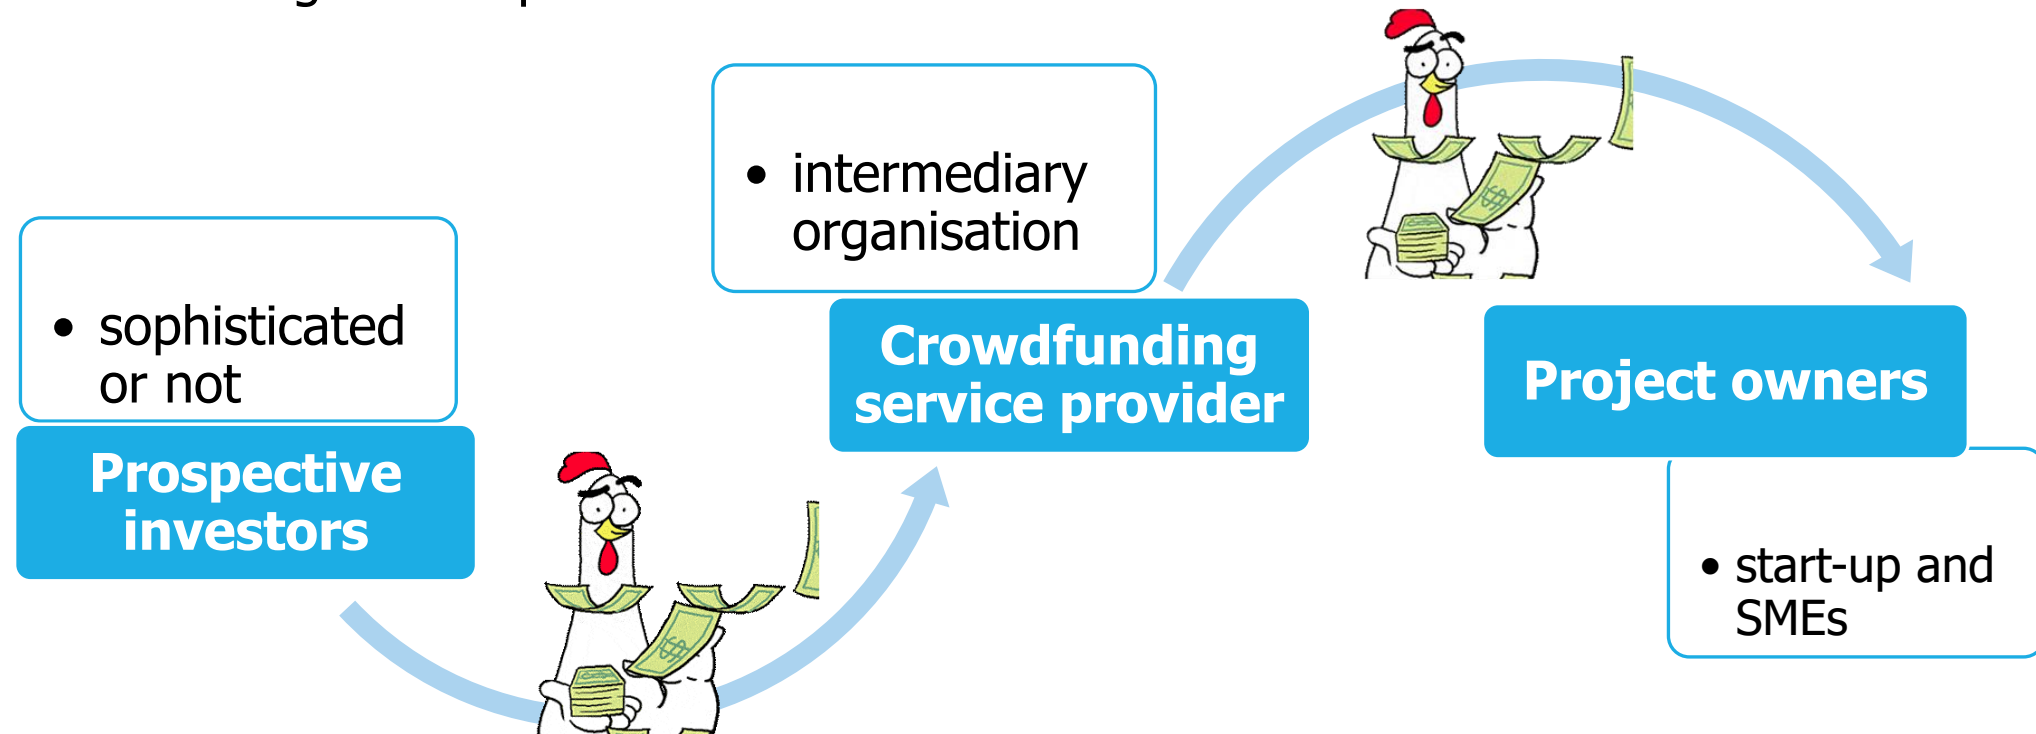 • sophisticated
or not
Prospective
investors
• intermediary
organisation
Crowdfunding
service provider
Project owners
• start-up and
SMEs